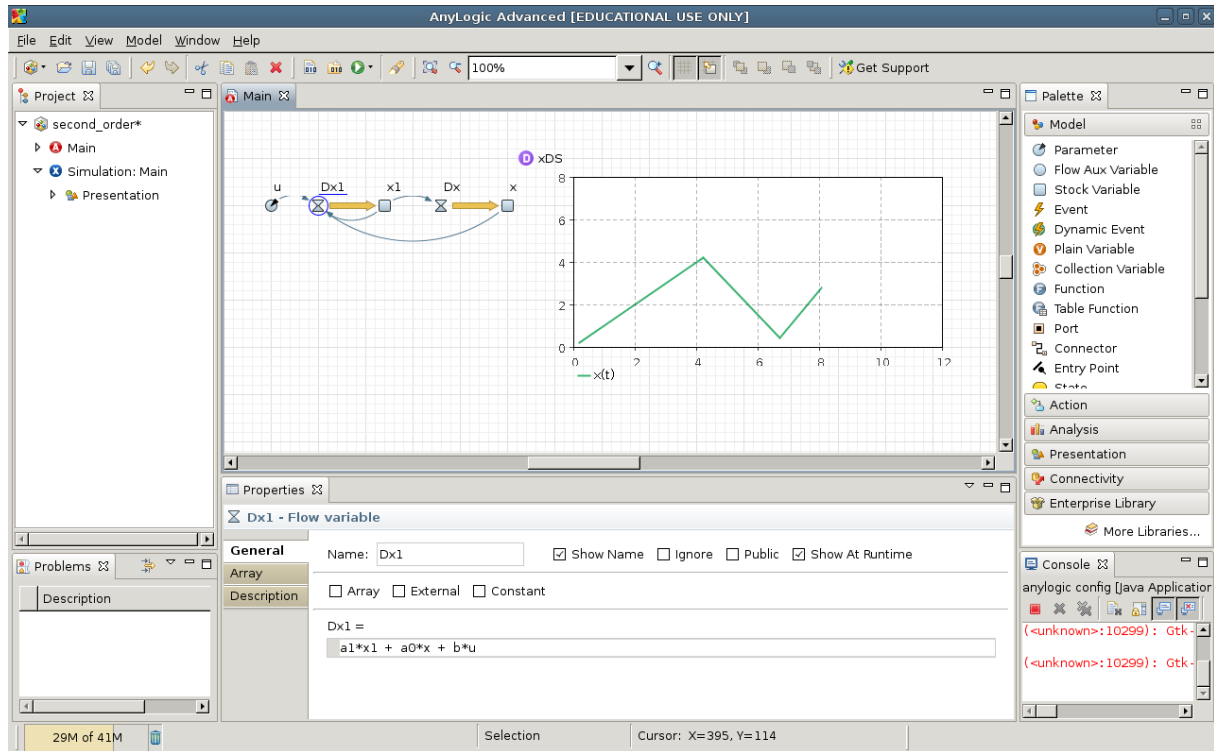 AnyLogic Advanced [EDUCATIONAL USE ONLY]
File Edit View Model Window Help
100%
Get Support
Project
second_order*
Main
Simulation: Main
Presentation
Main
xDS
u Dx1 x1 Dx x
8
6
4
2
0
0 2 4 6 8 10 12
x(t)
Palette
Model
Parameter
Flow Aux Variable
Stock Variable
Event
Dynamic Event
Plain Variable
Collection Variable
Function
Table Function
Port
Connector
Entry Point
State
Action
Analysis
Presentation
Connectivity
Enterprise Library
More Libraries...
Problems
Description
Properties
Dx1 - Flow variable
General
Array
Description
Name: Dx1
Show Name Ignore Public Show At Runtime
Array External Constant
Dx1 =
a1*x1 + a0*x + b*u
Console
anylogic config [Java Application
(<unknown>:10299): Gtk-
(<unknown>:10299): Gtk-
29M of 41M
Selection
Cursor: X=395, Y=114